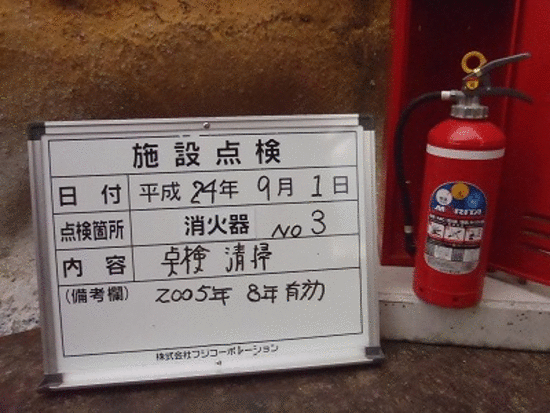 施設点検
日付 平成 24年 9月 1日
点検箇所 消火器 NO 3
内容 点検 清掃
(備考欄) 2005年 8年有効
株式会社フジコーポレーション
MORITA